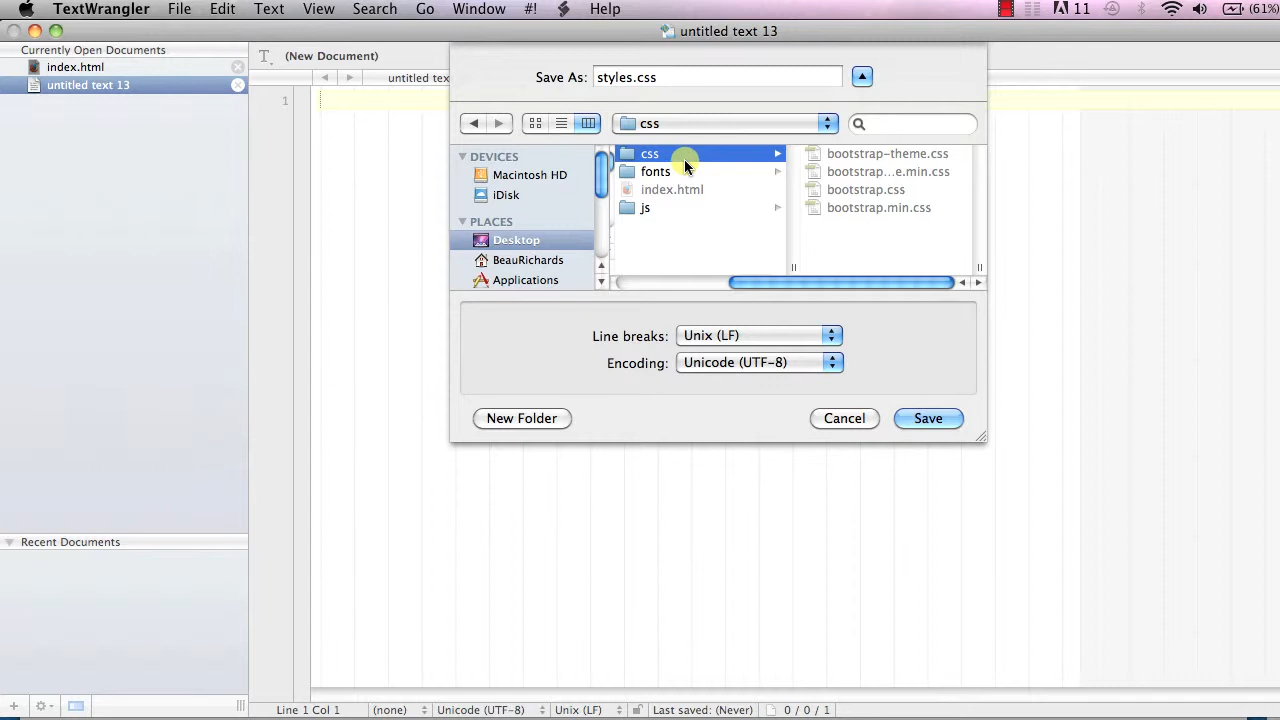 TextWrangler File Edit Text View Search Go Window #! Help 11 (61%)
untitled text 13
Currently Open Documents
(New Document)
index.html
untitled text 13
untitled tex
Save As: styles.css
css
1
DEVICES
Macintosh HD
iDisk
PLACES
Desktop
BeauRichards
Applications
css
fonts
index.html
js
bootstrap-theme.css
bootstrap...e.min.css
bootstrap.css
bootstrap.min.css
Line breaks: Unix (LF)
Encoding: Unicode (UTF-8)
New Folder Cancel Save
Recent Documents
Line 1 Col 1 (none) Unicode (UTF-8) Unix (LF) Last saved: (Never) 0 / 0 / 1